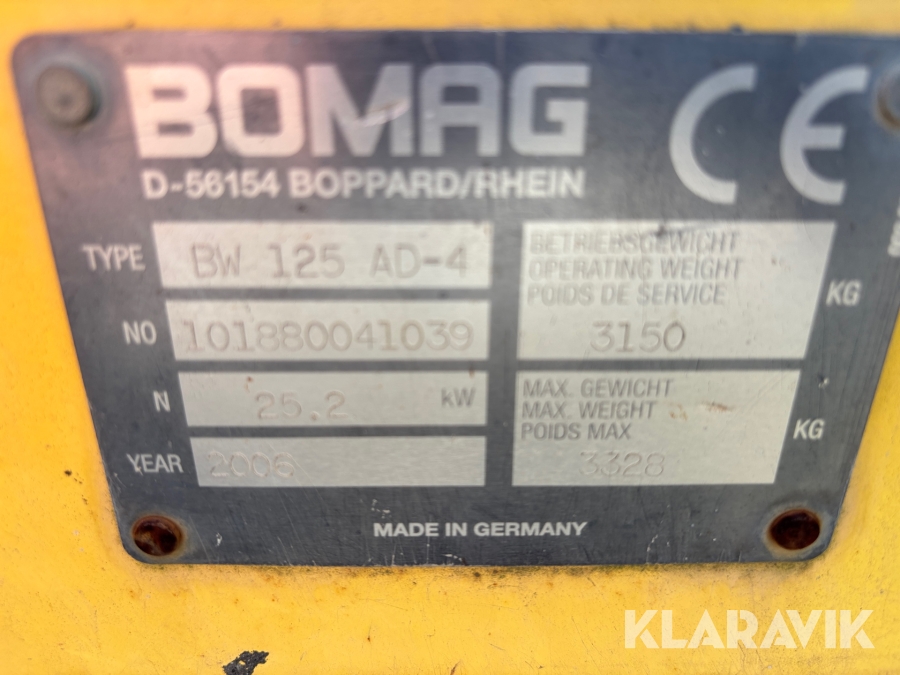 BOMAG
CE
D-56154 BOPPARD/RHEIN
TYPE BW 125 AD-4
NO 101880041039
N 25.2 kW
YEAR 2006
BETRIEBSGEWICHT
OPERATING WEIGHT
POIDS DE SERVICE
3150 KG
MAX. GEWICHT
MAX. WEIGHT
POIDS MAX
3328 KG
MADE IN GERMANY
KLARAVIK